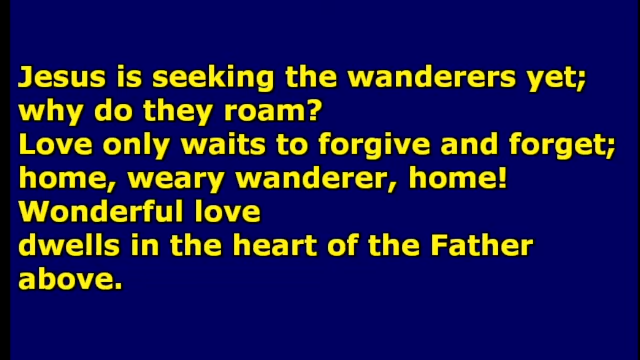 Jesus is seeking the wanderers yet;
why do they roam?
Love only waits to forgive and forget;
home, weary wanderer, home!
Wonderful love
dwells in the heart of the Father
above.